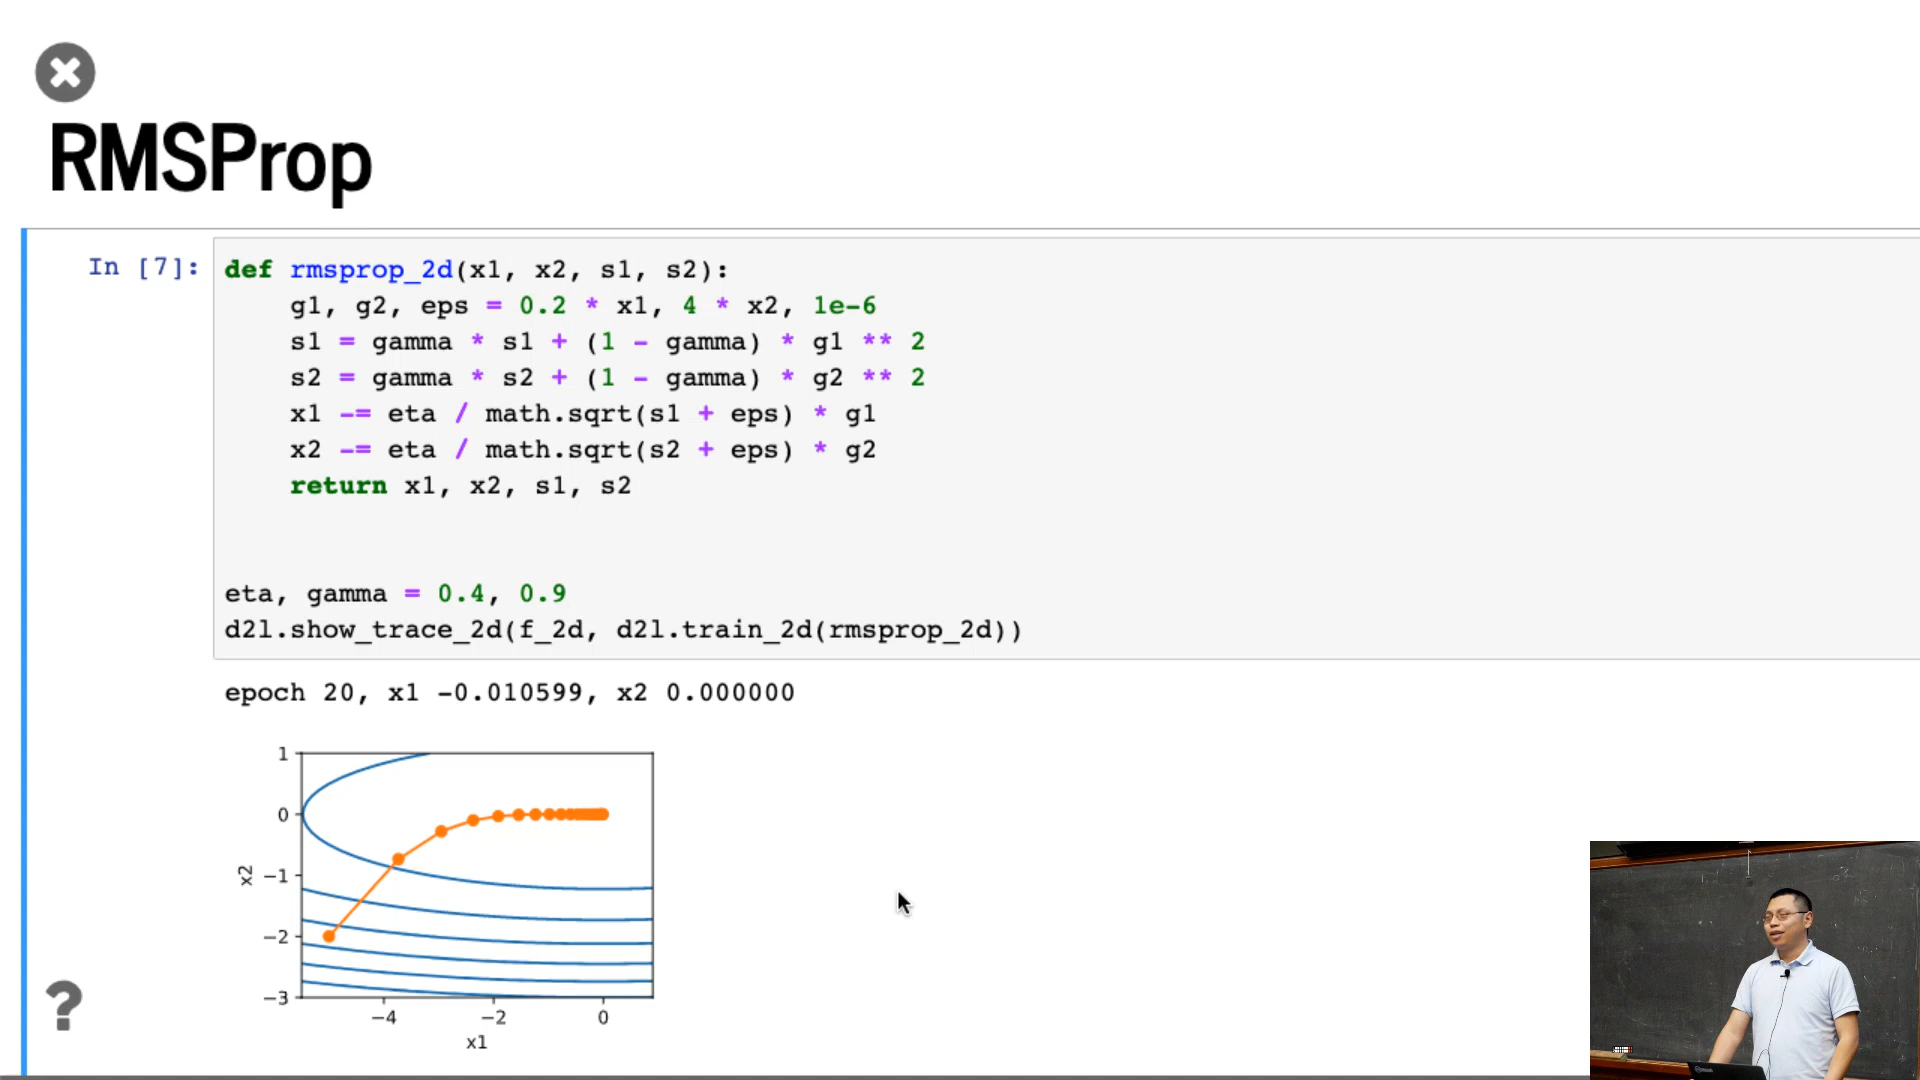 RMSProp
In [7]:
def rmsprop_2d(x1, x2, s1, s2):
    g1, g2, eps = 0.2 * x1, 4 * x2, 1e-6
    s1 = gamma * s1 + (1 - gamma) * g1 ** 2
    s2 = gamma * s2 + (1 - gamma) * g2 ** 2
    x1 -= eta / math.sqrt(s1 + eps) * g1
    x2 -= eta / math.sqrt(s2 + eps) * g2
    return x1, x2, s1, s2
eta, gamma = 0.4, 0.9
d2l.show_trace_2d(f_2d, d2l.train_2d(rmsprop_2d))
epoch 20, x1 -0.010599, x2 0.000000
1
0
−1
−2
−3
x2
−4 −2 0
x1
?